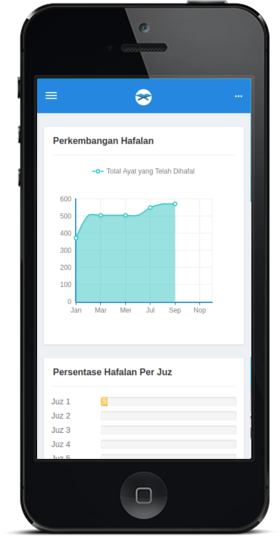 Perkembangan Hafalan
Total Ayat yang Telah Dihafal
600
500
400
300
200
100
0
Jan Mar Mei Jul Sep Nop
Persentase Hafalan Per Juz
Juz 1
Juz 2
Juz 3
Juz 4
Juz 5